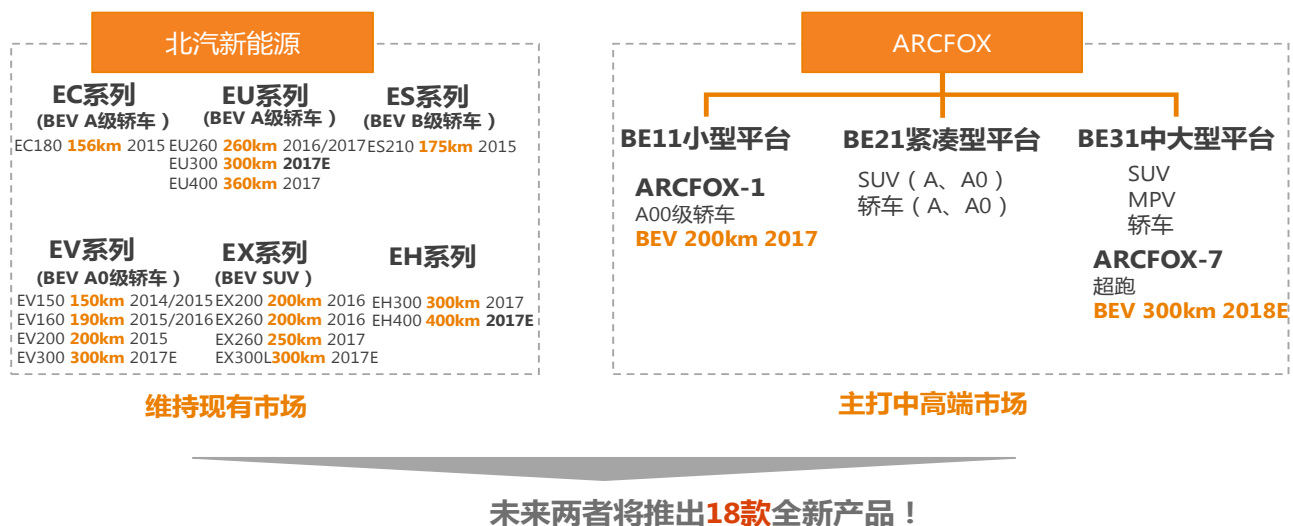 北汽新能源
EC系列
(BEV A级轿车）
EC180 156km 2015
EU系列
(BEV A级轿车）
EU260 260km 2016/2017
EU300 300km 2017E
EU400 360km 2017
ES系列
(BEV B级轿车）
ES210 175km 2015
EV系列
(BEV A0级轿车）
EV150 150km 2014/2015
EV160 190km 2015/2016
EV200 200km 2015
EV300 300km 2017E
EX系列
(BEV SUV）
EX200 200km 2016
EX260 200km 2016
EX260 250km 2017
EX300L300km 2017E
EH系列
EH300 300km 2017
EH400 400km 2017E
维持现有市场
ARCFOX
BE11小型平台
ARCFOX-1
A00级轿车
BEV 200km 2017
BE21紧凑型平台
SUV（A、A0）
轿车（A、A0）
BE31中大型平台
SUV
MPV
轿车
ARCFOX-7
超跑
BEV 300km 2018E
主打中高端市场
未来两者将推出18款全新产品！